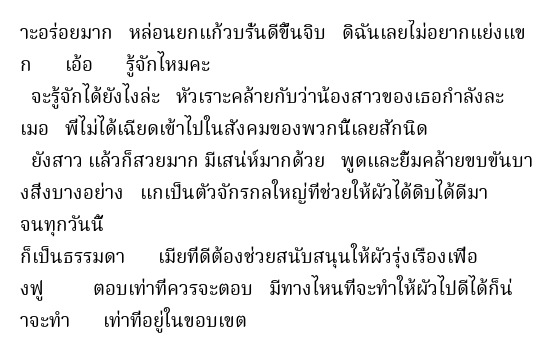 าะอร่อยมาก หล่อนยกแก้วบรั่นดีขึ้นจิบ ดิฉันเลยไม่อยากแย่งแข
ก เอ้อ รู้จักไหมคะ
จะรู้จักได้ยังไงล่ะ หัวเราะคล้ายกับว่าน้องสาวของเธอกำลังละ
เมอ พี่ไม่ได้เฉียดเข้าไปในสังคมของพวกนี้เลยสักนิด
ยังสาว แล้วก็สวยมาก มีเสน่ห์มากด้วย พูดและยิ้มคล้ายขบขันบา
งสิ่งบางอย่าง แกเป็นตัวจักรกลใหญ่ที่ช่วยให้ผัวได้ดิบได้ดีมา
จนทุกวันนี้
ก็เป็นธรรมดา เมียที่ดีต้องช่วยสนับสนุนให้ผัวรุ่งเรืองเฟื่อ
งฟู ตอบเท่าที่ควรจะตอบ มีทางไหนที่จะทำให้ผัวไปดีได้ก็น่
าจะทำ เท่าที่อยู่ในขอบเขต